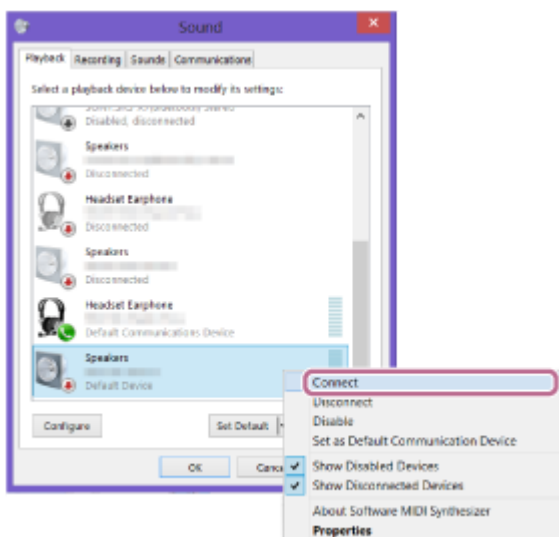 Sound
Playback Recording Sounds Communications
Select a playback device below to modify its settings:
Disabled, disconnected
Speakers
Disconnected
Headset Earphone
Disconnected
Speakers
Disconnected
Headset Earphone
Default Communications Device
Speakers
Default Device
Configure
Set Default
OK
Connect
Disconnect
Disable
Set as Default Communication Device
Show Disabled Devices
Show Disconnected Devices
About Software MIDI Synthesizer
Properties